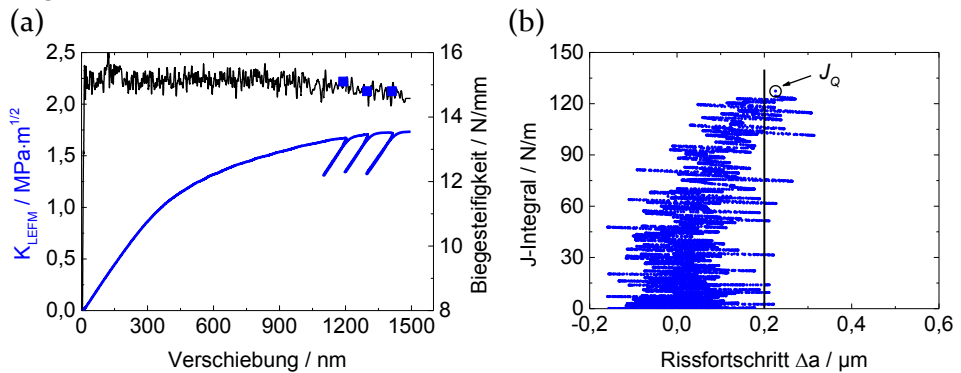 (a)
2,5
2,0
1,5
1,0
0,5
0,0
K_LEFM / MPa·m^1/2
0 300 600 900 1200 1500
Verschiebung / nm
16
14
12
10
8
Biegesteifigkeit / N/mm
(b)
150
120
90
60
30
0
J-Integral / N/m
J_Q
-0,2 0,0 0,2 0,4 0,6
Rissfortschritt Δa / µm